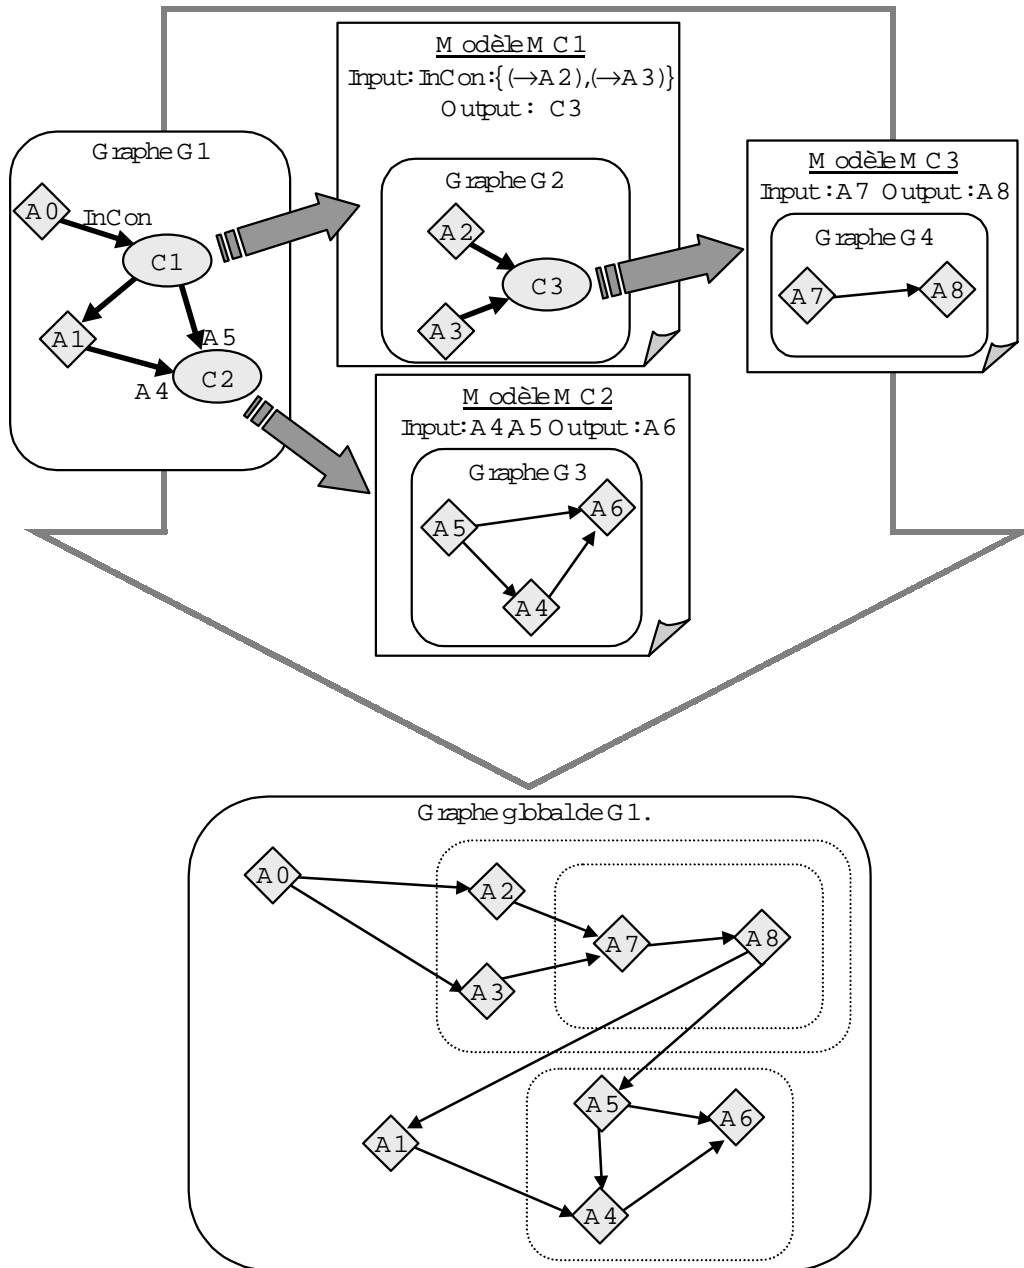 Modèle MC1
Input: InCon:{(→A2),(→A3)}
Output: C3
Graphe G1
A0
InCon
C1
A1
A5
A4
C2
Graphe G2
A2
C3
A3
Modèle MC3
Input: A7 Output: A8
Graphe G4
A7
A8
Modèle MC2
Input: A4,A5 Output: A6
Graphe G3
A5
A6
A4
Graphe global de G1.
A0
A2
A7
A8
A3
A5
A6
A1
A4